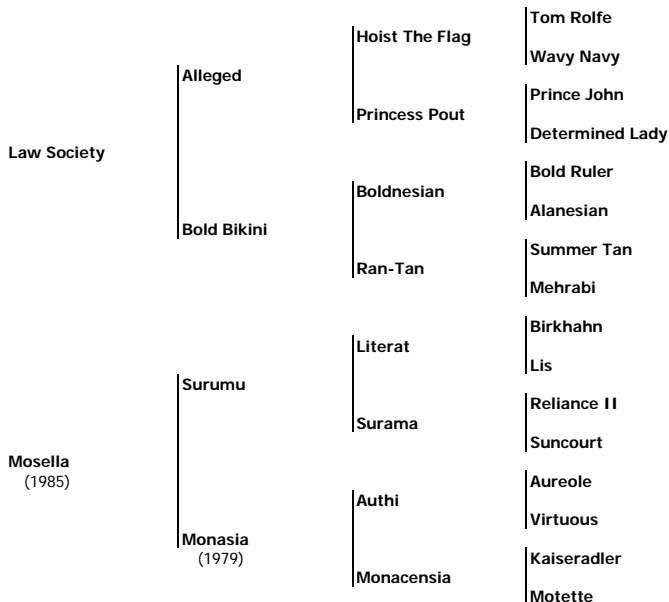 Law Society
Alleged
Hoist The Flag
Tom Rolfe
Wavy Navy
Princess Pout
Prince John
Determined Lady
Bold Bikini
Boldnesian
Bold Ruler
Alanesian
Ran-Tan
Summer Tan
Mehrabi
Mosella
(1985)
Surumu
Literat
Birkhahn
Lis
Surama
Reliance II
Suncourt
Monasia
(1979)
Authi
Aureole
Virtuous
Monacensia
Kaiseradler
Motette